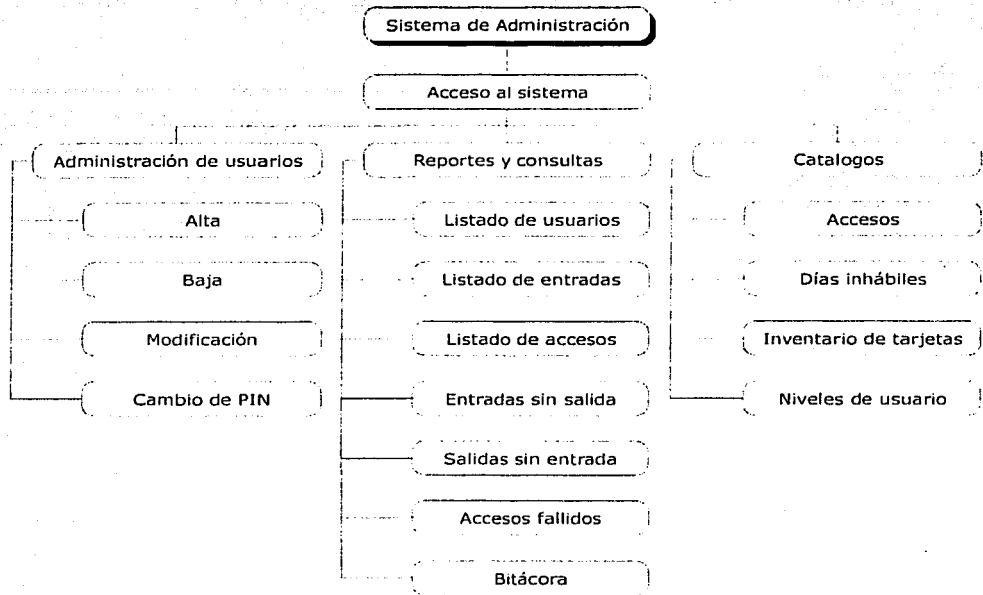 Sistema de Administración
Acceso al sistema
Administración de usuarios
Alta
Baja
Modificación
Cambio de PIN
Reportes y consultas
Listado de usuarios
Listado de entradas
Listado de accesos
Entradas sin salida
Salidas sin entrada
Accesos fallidos
Bitácora
Catalogos
Accesos
Días inhábiles
Inventario de tarjetas
Niveles de usuario